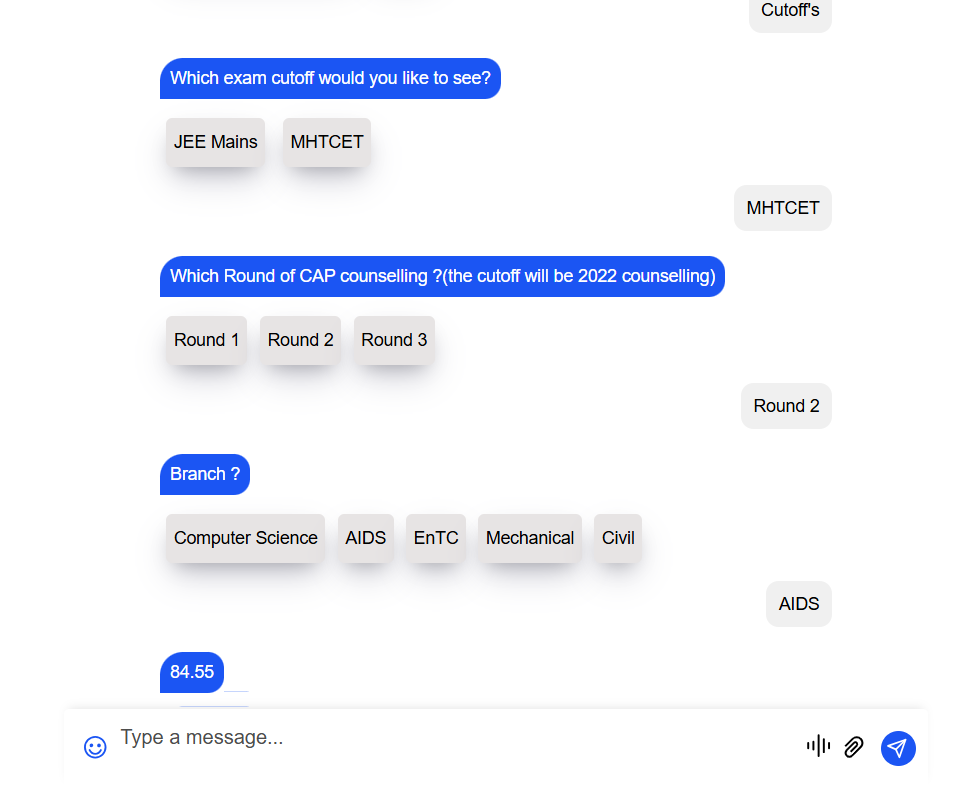 Cutoff's
Which exam cutoff would you like to see?
JEE Mains MHTCET
MHTCET
Which Round of CAP counselling ?(the cutoff will be 2022 counselling)
Round 1 Round 2 Round 3
Round 2
Branch ?
Computer Science AIDS EnTC Mechanical Civil
AIDS
84.55
Type a message...